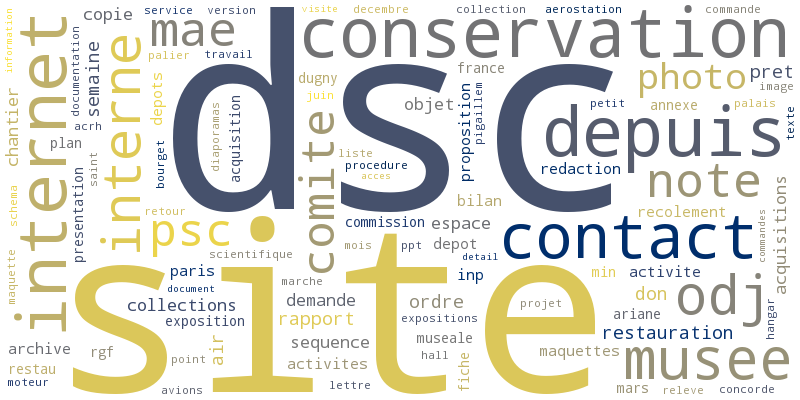 information
internet
copie
service
version
visite
decembre
collection
aerostation
commande
mae
conservation
palier
travail
documentation
semaine
interne
depots
dugny
france
photo
pret
image
juin
objet
pigaillem
proposition
petit
annexe
palais
texte
chantier
acrh
plan
dsc
depuis
diaporamas
acquisition
bourget
comite
liste
procedure
acces
redaction
note
saint
presentation
schema
retour
psc
scientifique
commission
espace
bilan
contact
recolement
commandes
acquisitions
mois
ppt
depot
detail
inp
min
activite
maquette
paris
document
collections
exposition
marche
demande
rapport
ordre
expositions
projet
don
odj
ariane
hangar
site
archive
rgf
point
air
sequence
activites
museale
hall
fiche
maquettes
restauration
musee
restau
moteur
avions
lettre
mars
releve
concorde